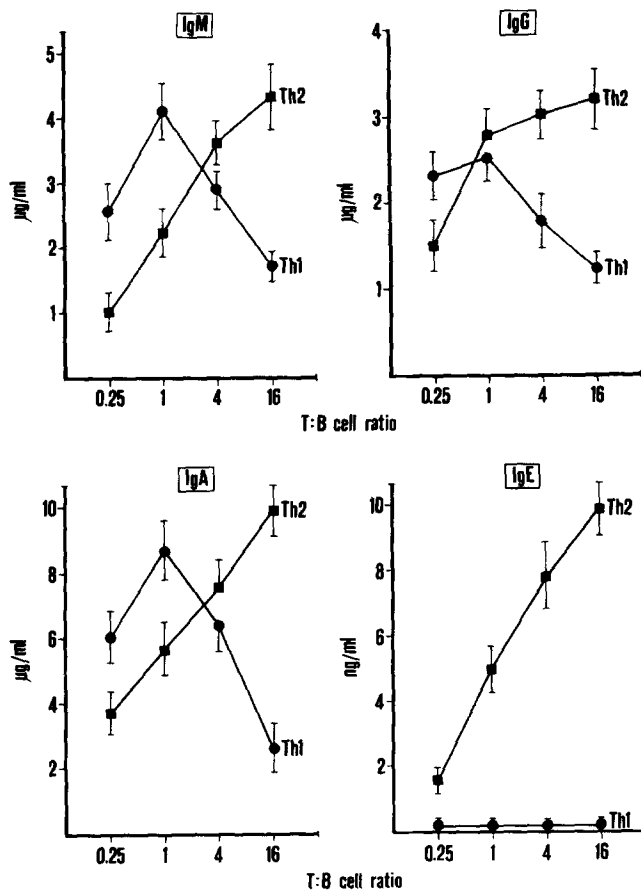 IgM
5
4
3
2
1
µg/ml
Th2
Th1
0.25 1 4 16
IgG
4
3
2
1
µg/ml
Th2
Th1
0.25 1 4 16
T:B cell ratio
IgA
10
8
6
4
2
µg/ml
Th2
Th1
0.25 1 4 16
IgE
10
8
6
4
2
ng/ml
Th2
Th1
0.25 1 4 16
T:B cell ratio